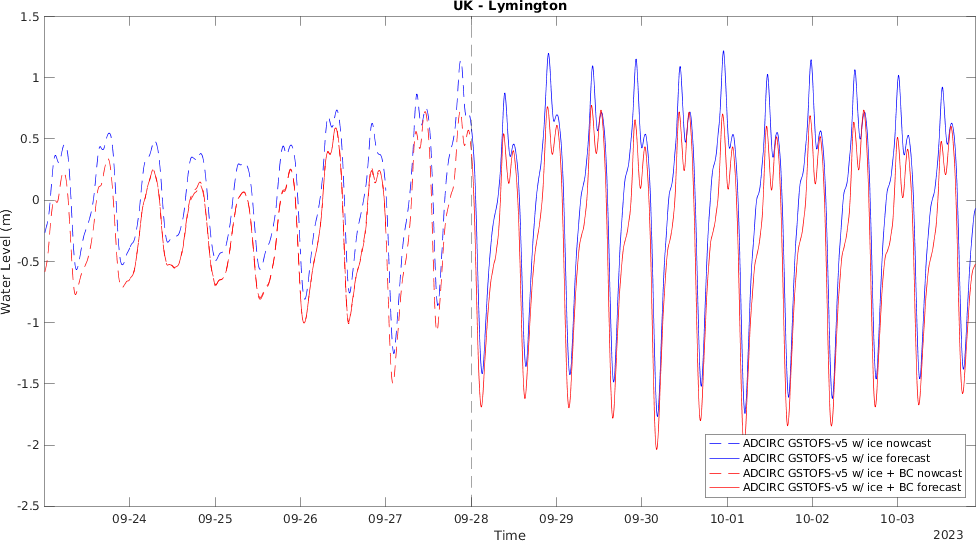 UK - Lymington
1.5
1
0.5
0
-0.5
-1
-1.5
-2
-2.5
Water Level (m)
ADCIRC GSTOFS-v5 w/ ice nowcast
ADCIRC GSTOFS-v5 w/ ice forecast
ADCIRC GSTOFS-v5 w/ ice + BC nowcast
ADCIRC GSTOFS-v5 w/ ice + BC forecast
09-24 09-25 09-26 09-27 09-28 09-29 09-30 10-01 10-02 10-03
Time
2023